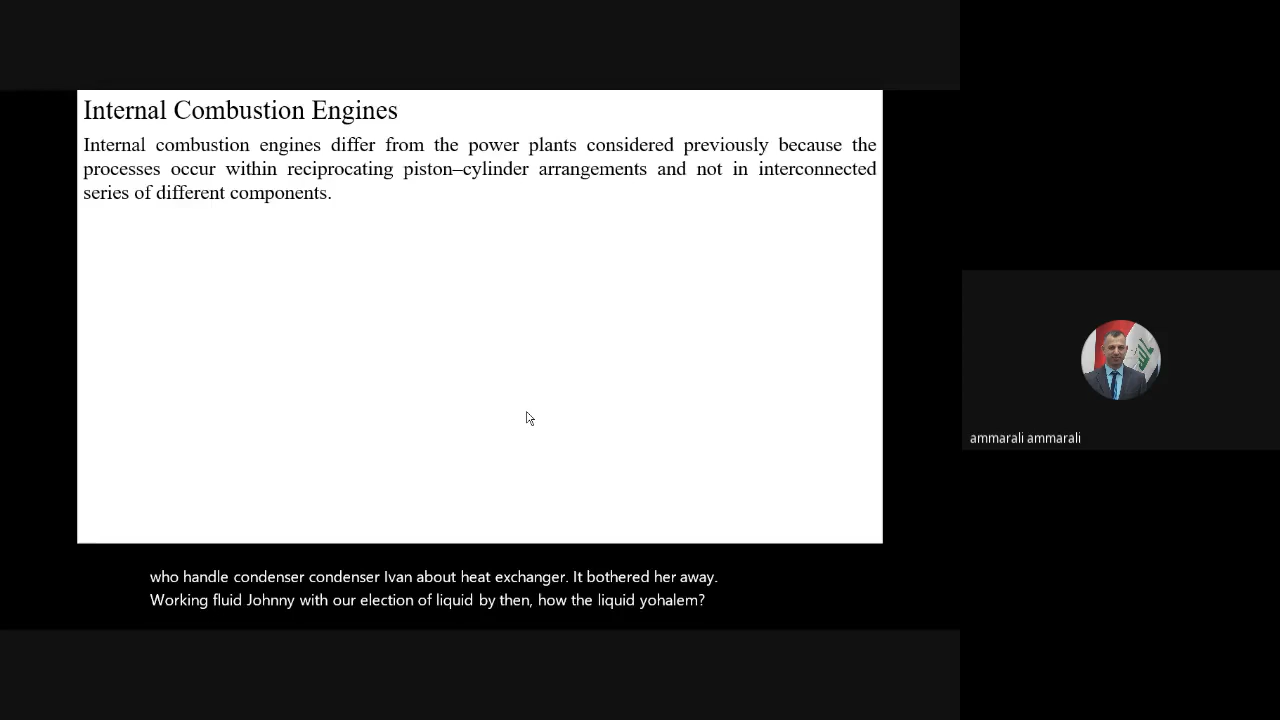 Internal Combustion Engines
Internal combustion engines differ from the power plants considered previously because the
processes occur within reciprocating piston–cylinder arrangements and not in interconnected
series of different components.
ammarali ammarali
who handle condenser condenser Ivan about heat exchanger. It bothered her away.
Working fluid Johnny with our election of liquid by then, how the liquid yohalem?